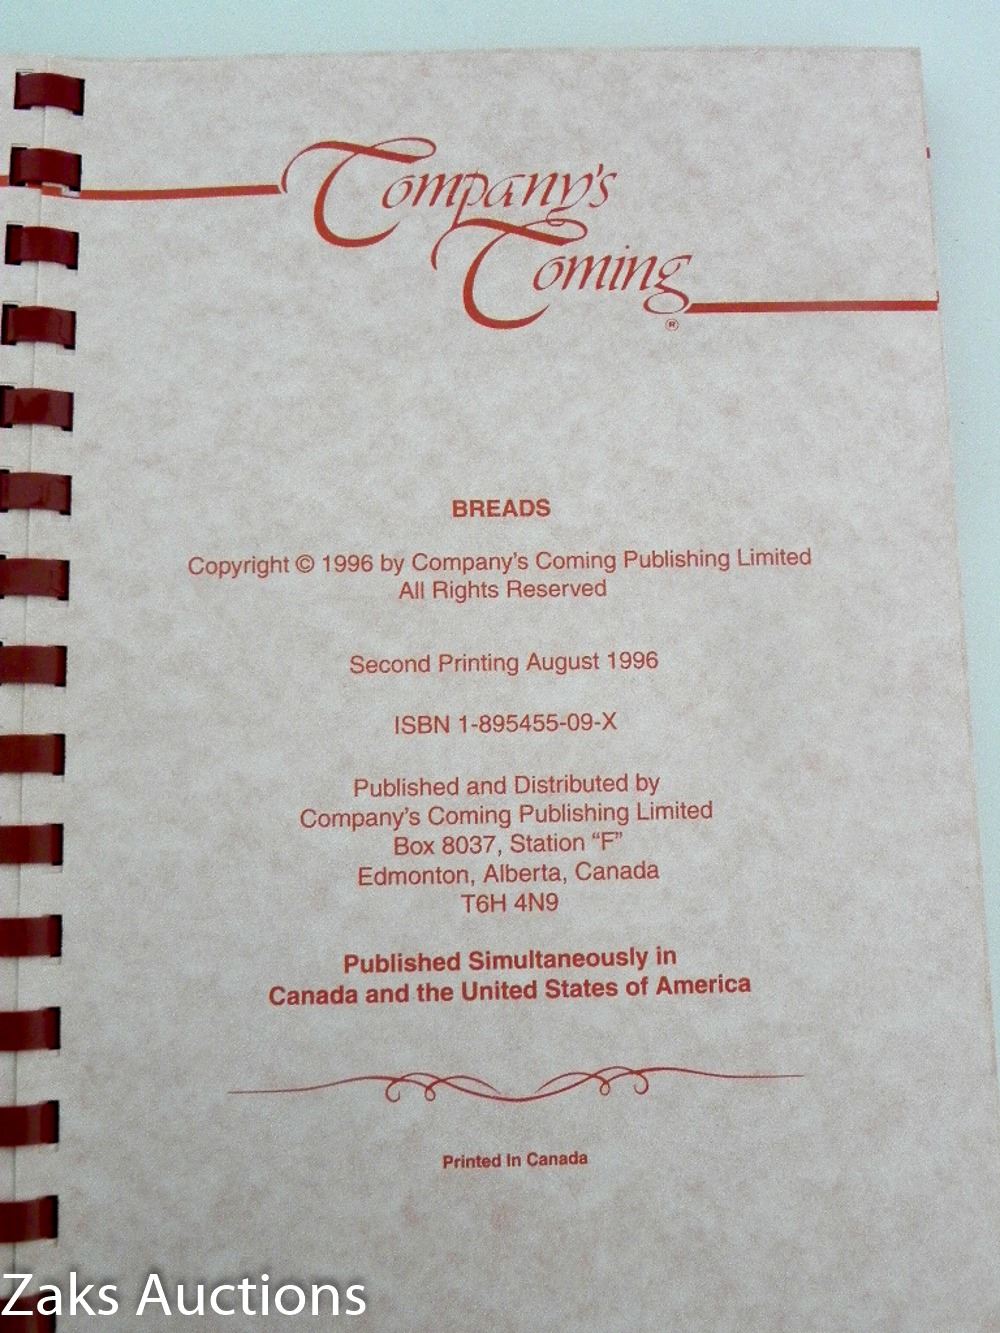 Company's
Coming
®
BREADS
Copyright © 1996 by Company's Coming Publishing Limited
All Rights Reserved
Second Printing August 1996
ISBN 1-895455-09-X
Published and Distributed by
Company's Coming Publishing Limited
Box 8037, Station “F”
Edmonton, Alberta, Canada
T6H 4N9
Published Simultaneously in
Canada and the United States of America
Printed In Canada
Zaks Auctions